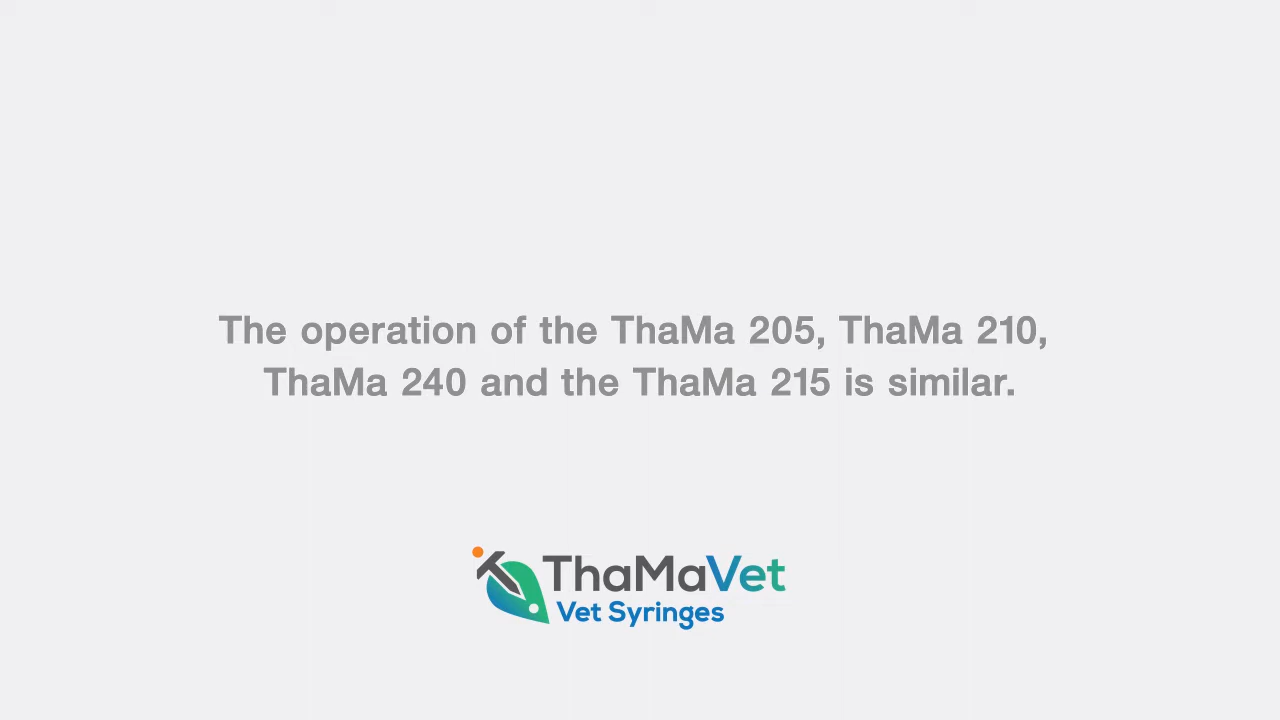 The operation of the ThaMa 205, ThaMa 210,
ThaMa 240 and the ThaMa 215 is similar.
ThaMaVet
Vet Syringes